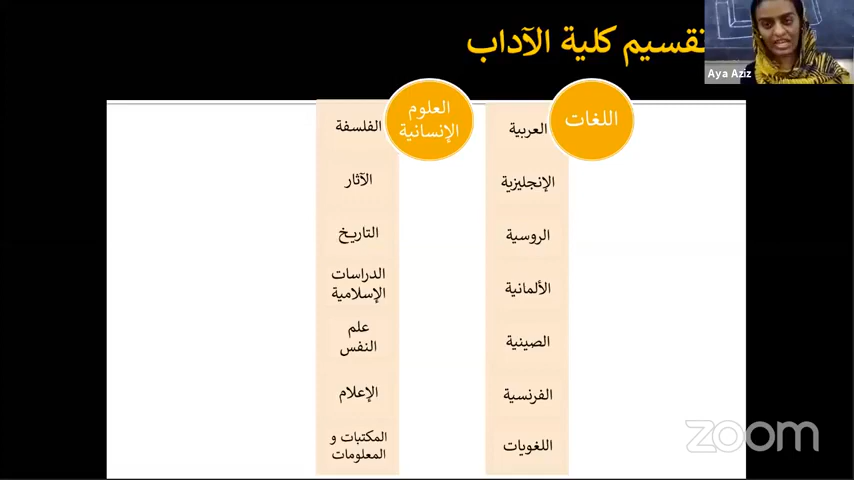 تقسيم كلية الآداب
Aya Aziz
اللغات
العربية
الإنجليزية
الروسية
الألمانية
الصينية
الفرنسية
اللغويات
العلوم
الإنسانية
الفلسفة
الآثار
التاريخ
الدراسات
الإسلامية
علم
النفس
الإعلام
المكتبات و
المعلومات
zoom